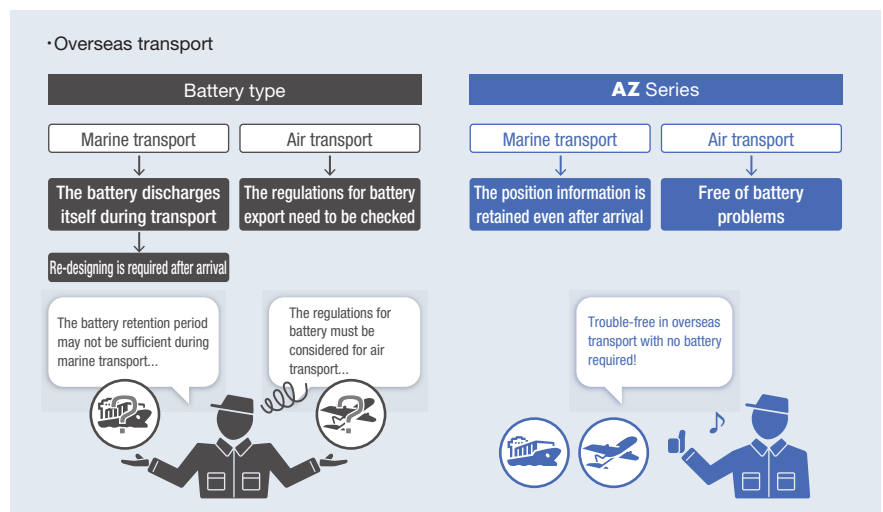 ・Overseas transport
Battery type
Marine transport
Air transport
The battery discharges
itself during transport
The regulations for battery
export need to be checked
Re-designing is required after arrival
The battery retention period
may not be sufficient during
marine transport...
The regulations for
battery must be
considered for air
transport...
?
?
AZ Series
Marine transport
Air transport
The position information is
retained even after arrival
Free of battery
problems
Trouble-free in overseas
transport with no battery
required!